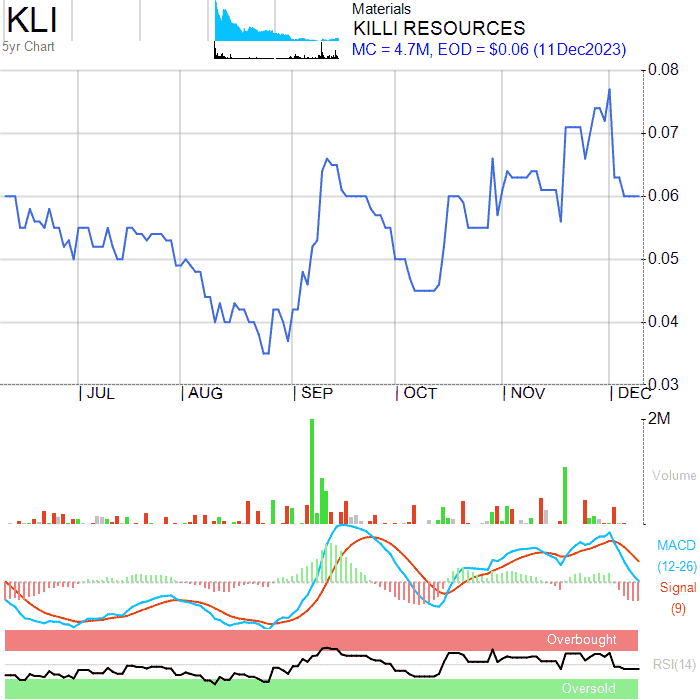 KLI
5yr Chart
Materials
KILLI RESOURCES
MC = 4.7M, EOD = $0.06 (11Dec2023)
0.08
0.07
0.06
0.05
0.04
0.03
JUL
AUG
SEP
OCT
NOV
DEC
2M
Volume
MACD
(12-26)
Signal
(9)
Overbought
RSI(14)
Oversold